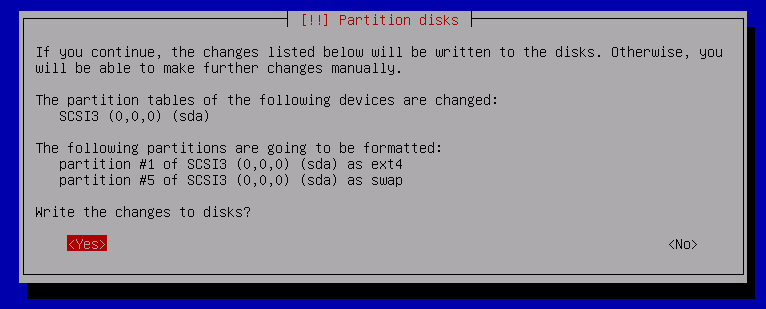 [!!] Partition disks
If you continue, the changes listed below will be written to the disks. Otherwise, you
will be able to make further changes manually.
The partition tables of the following devices are changed:
SCSI3 (0,0,0) (sda)
The following partitions are going to be formatted:
partition #1 of SCSI3 (0,0,0) (sda) as ext4
partition #5 of SCSI3 (0,0,0) (sda) as swap
Write the changes to disks?
<Yes> <No>